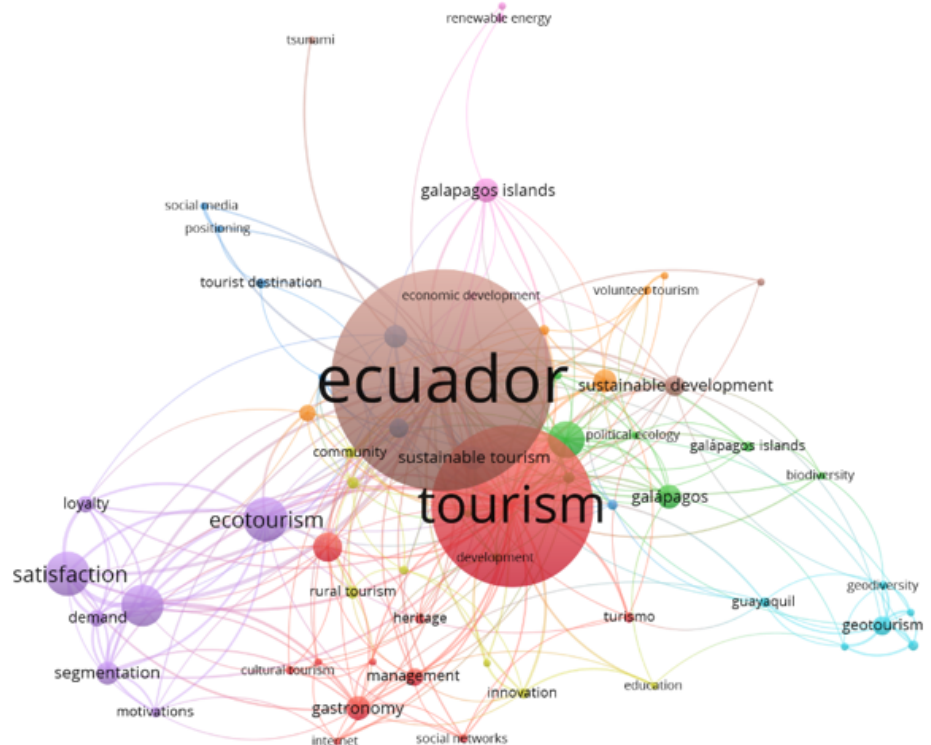 renewable energy
tsunami
galapagos islands
social media
positioning
tourist destination
economic development
volunteer tourism
ecuador
sustainable development
political ecology
galápagos islands
community
sustainable tourism
biodiversity
loyalty
galápagos
tourism
ecotourism
development
satisfaction
geodiversity
rural tourism
guayaquil
demand
heritage
turismo
geotourism
cultural tourism
management
segmentation
education
innovation
motivations
gastronomy
internet
social networks